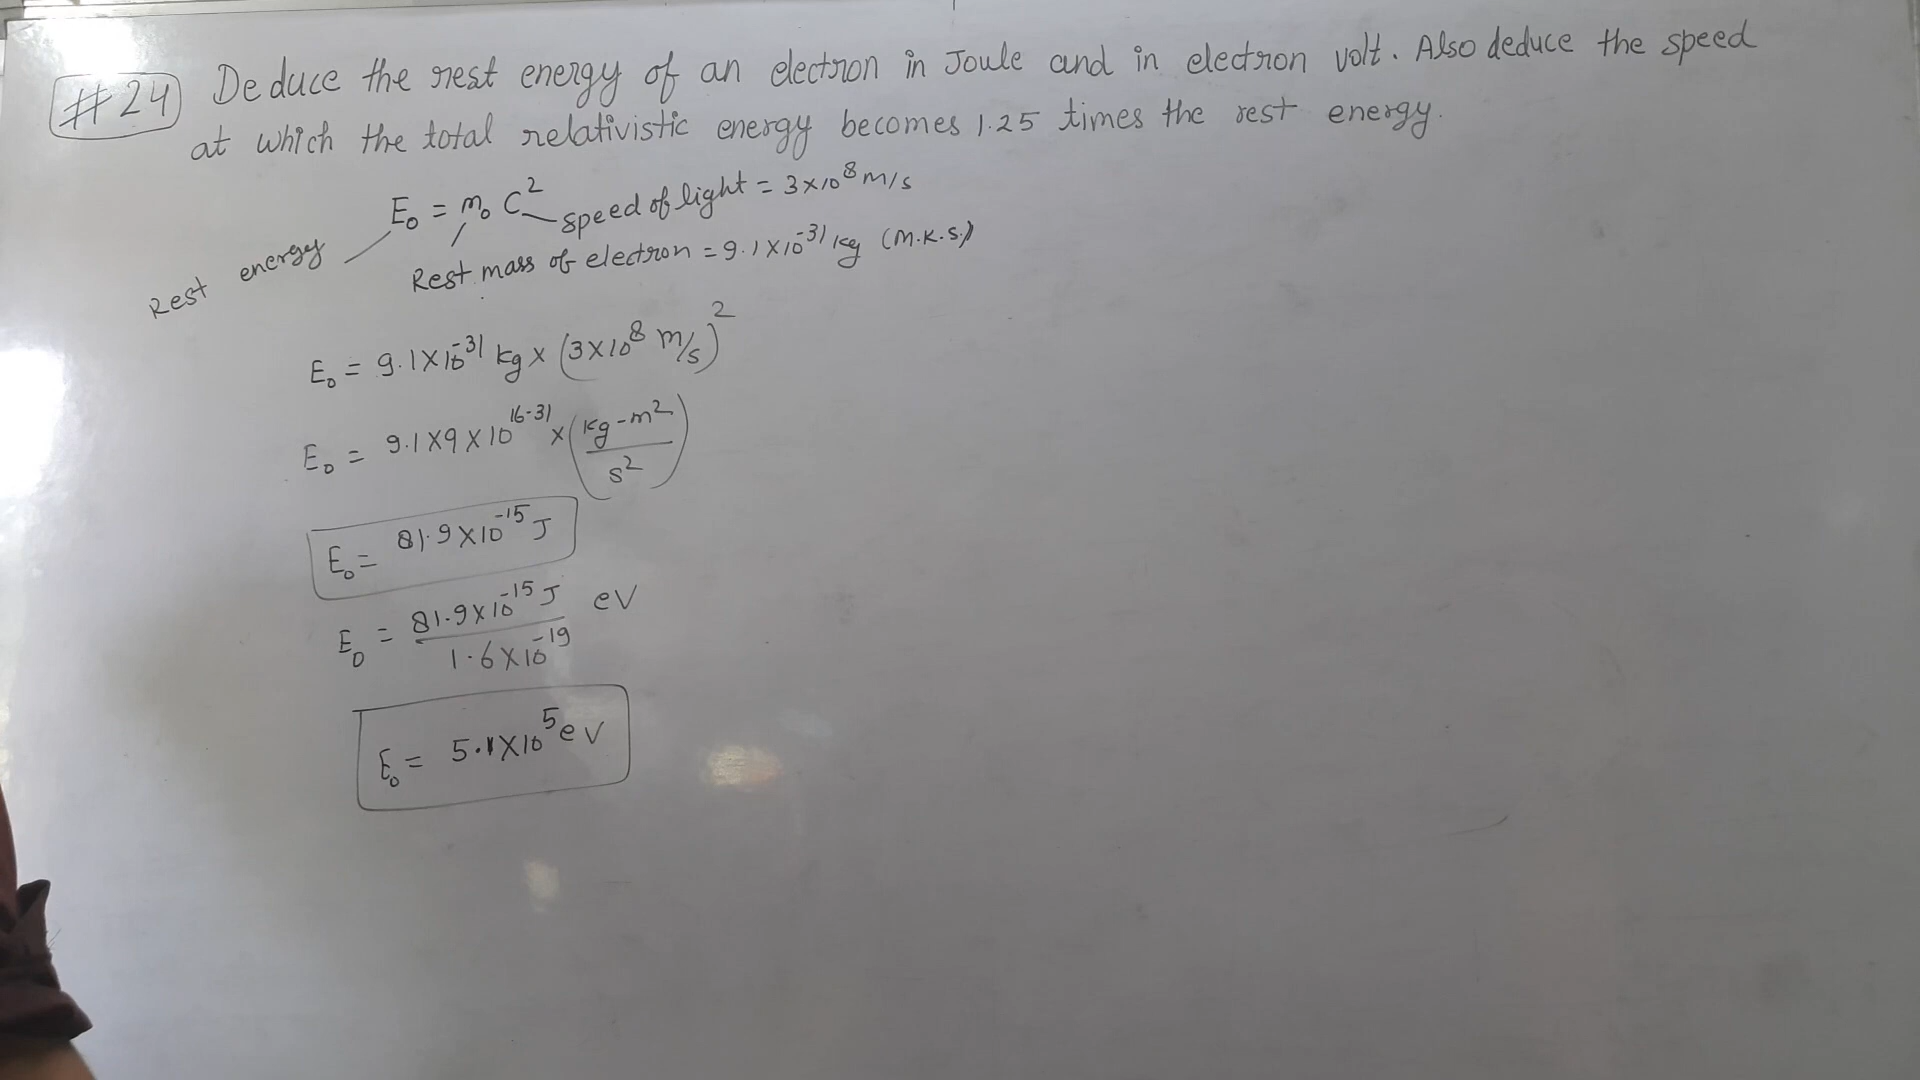 #24 Deduce the rest energy of an electron in Joule and in electron volt. Also deduce the speed
at which the total relativistic energy becomes 1.25 times the rest energy.
E₀ = m₀ C²
speed of light = 3×10⁸ m/s
Rest energy
Rest mass of electron = 9.1×10⁻³¹ kg (M.K.S.)
E₀ = 9.1×10⁻³¹ kg × (3×10⁸ m/s)²
E₀ = 9.1×9×10¹⁶⁻³¹ × (kg-m²/s²)
E₀ = 81.9×10⁻¹⁵ J
E₀ = 81.9×10⁻¹⁵ J / 1.6×10⁻¹⁹ eV
E₀ = 5.1×10⁵ eV